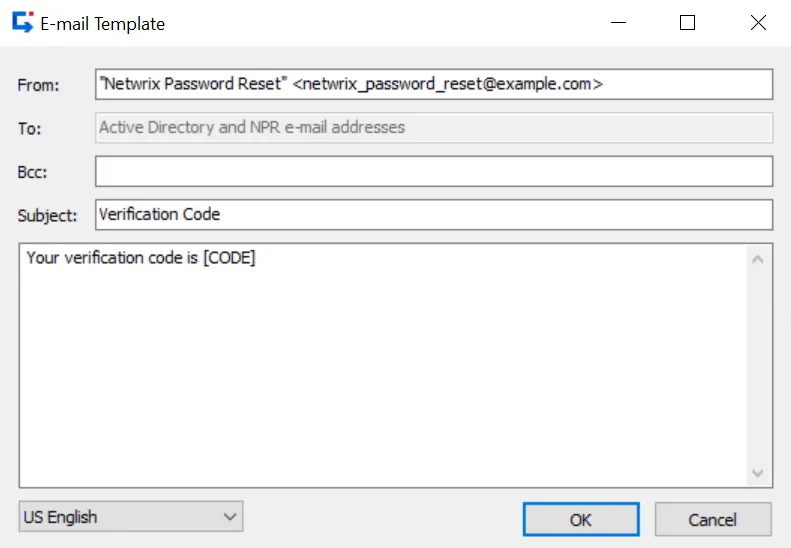 E-mail Template
From: "Netwrix Password Reset" <netwrix_password_reset@example.com>
To: Active Directory and NPR e-mail addresses
Bcc:
Subject: Verification Code
Your verification code is [CODE]
US English OK Cancel